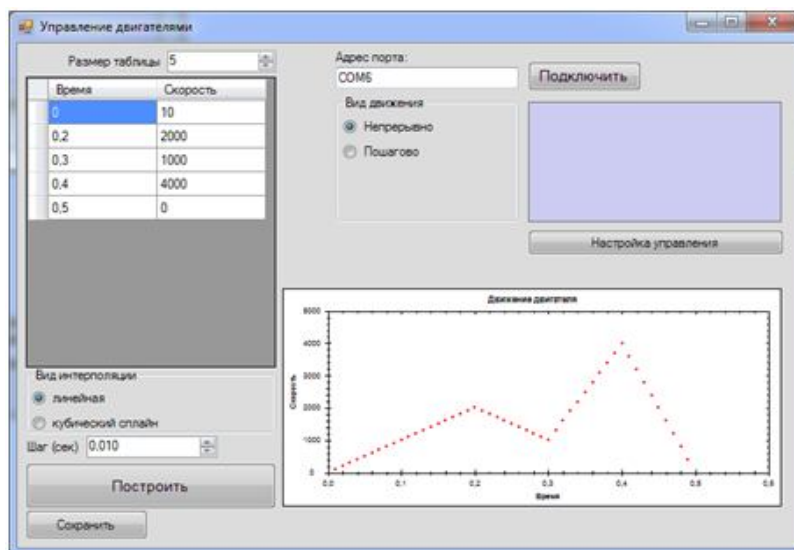 Управление двигателями
Размер таблицы 5
Время Скорость
0 10
0,2 2000
0,3 1000
0,4 4000
0,5 0
Вид интерполяции
линейная
кубический сплайн
Шаг (сек) 0.010
Построить
Сохранить
Адрес порта:
COM6
Подключить
Вид движения
Непрерывно
Пошагово
Настройка управления
Движение двигателя
Скорость
5000
4000
3000
2000
1000
0
0,0 0,1 0,2 0,3 0,4 0,5 0,6
Время